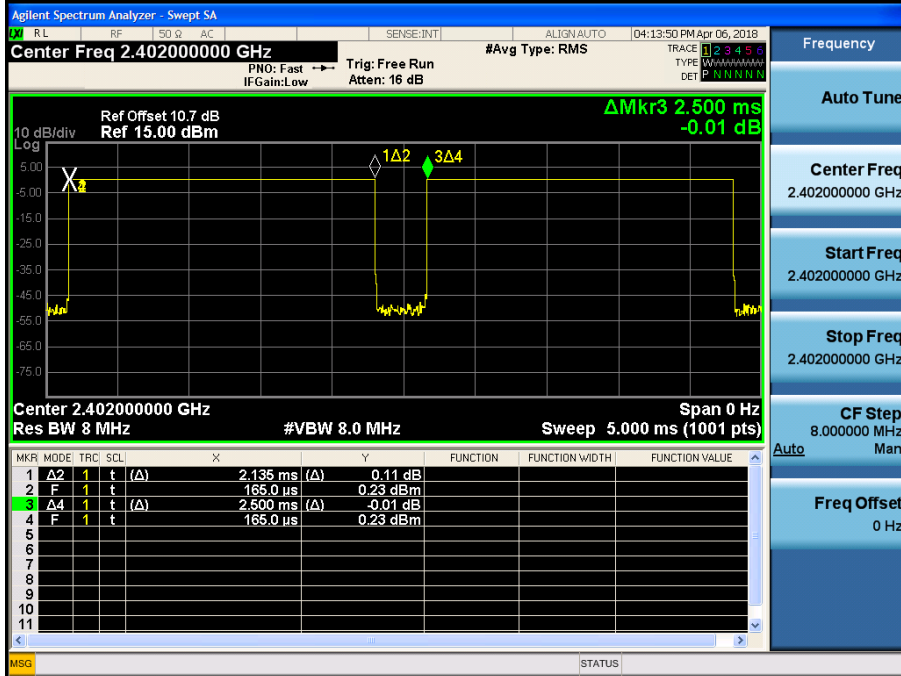 Agilent Spectrum Analyzer - Swept SA
LXI RL RF 50 Ω AC SENSE:INT ALIGNAUTO 04:13:50 PM Apr 06, 2018
Center Freq 2.402000000 GHz #Avg Type: RMS TRACE 1 2 3 4 5 6
PNO: Fast Trig: Free Run TYPE WWWWWW
IFGain:Low Atten: 16 dB DET P N N N N N
Frequency
Auto Tune
ΔMkr3 2.500 ms
-0.01 dB
Ref Offset 10.7 dB
10 dB/div Ref 15.00 dBm
Log
1Δ2 3Δ4
5.00
-5.00
-15.0
-25.0
-35.0
-45.0
-55.0
-65.0
-75.0
Center Freq
2.402000000 GHz
Start Freq
2.402000000 GHz
Stop Freq
2.402000000 GHz
Center 2.402000000 GHz Span 0 Hz
Res BW 8 MHz #VBW 8.0 MHz Sweep 5.000 ms (1001 pts)
CF Step
8.000000 MHz
Auto Man
Freq Offset
0 Hz
MKR MODE TRC SCL X Y FUNCTION FUNCTION WIDTH FUNCTION VALUE
1 Δ2 1 t (Δ) 2.135 ms (Δ) 0.11 dB
2 F 1 t 165.0 µs 0.23 dBm
3 Δ4 1 t (Δ) 2.500 ms (Δ) -0.01 dB
4 F 1 t 165.0 µs 0.23 dBm
5
6
7
8
9
10
11
MSG STATUS